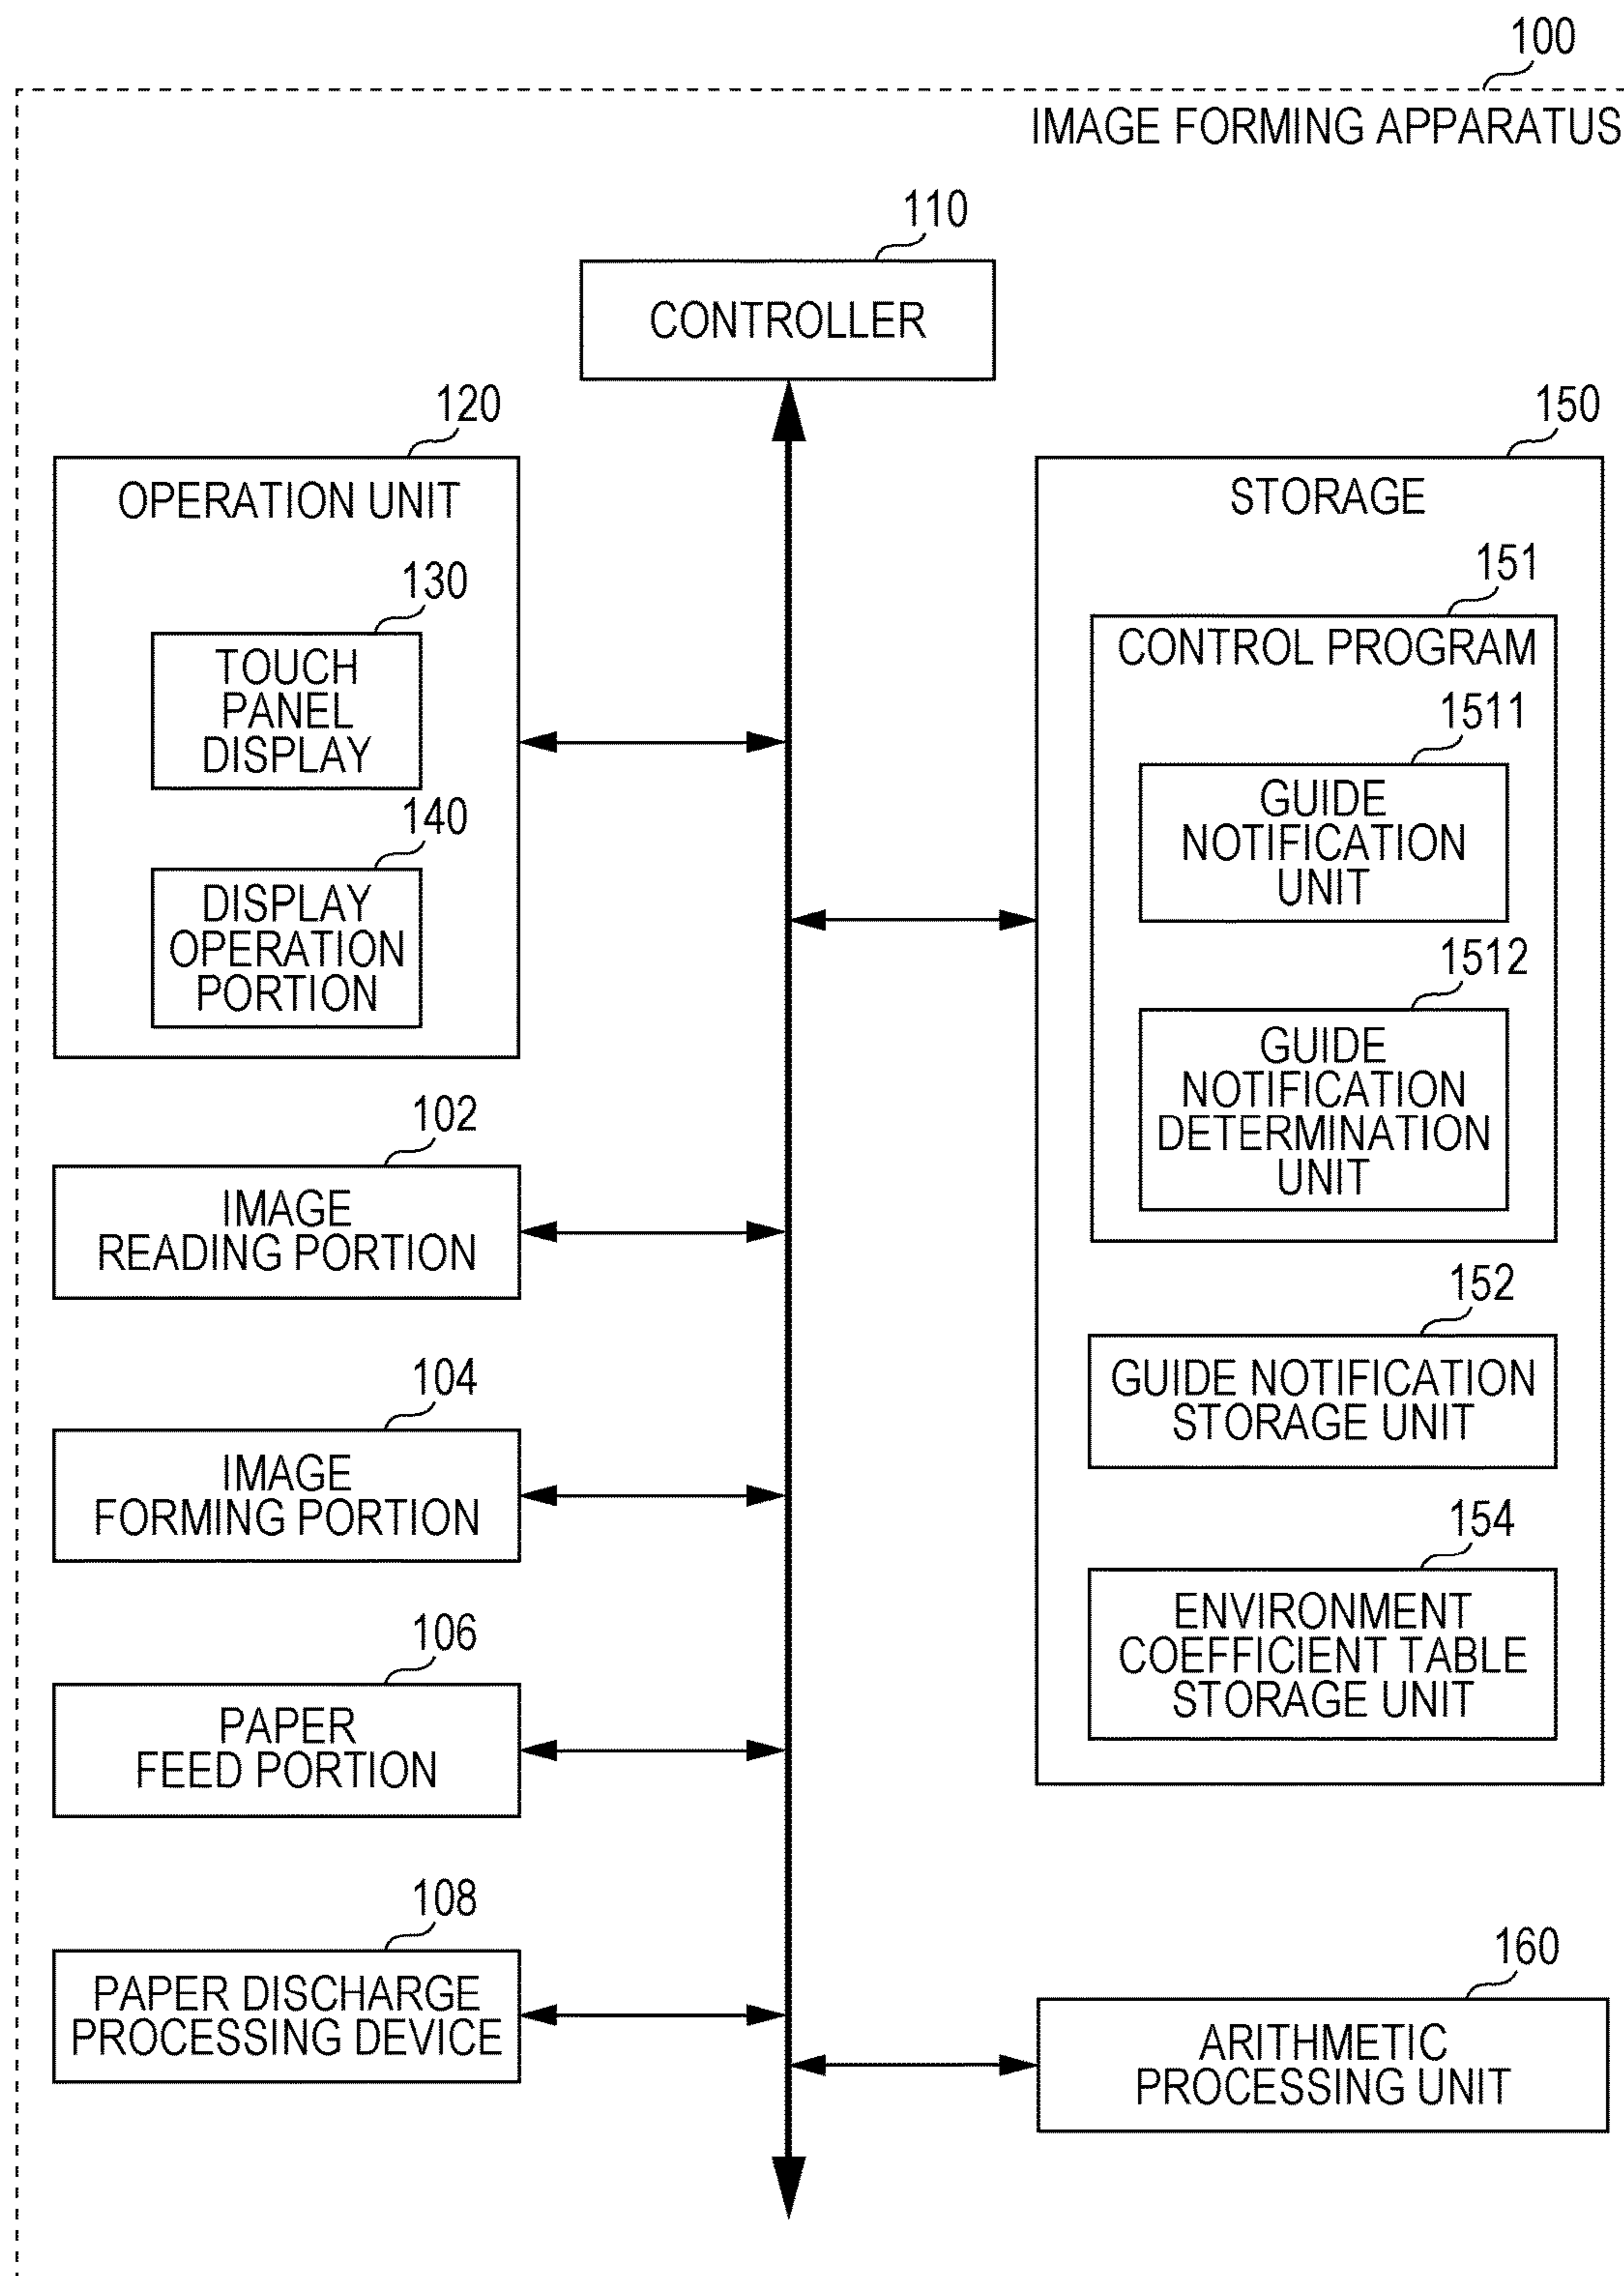 100
IMAGE FORMING APPARATUS
110
CONTROLLER
120
OPERATION UNIT
130
TOUCH
PANEL
DISPLAY
140
DISPLAY
OPERATION
PORTION
102
IMAGE
READING PORTION
104
IMAGE
FORMING PORTION
106
PAPER
FEED PORTION
108
PAPER DISCHARGE
PROCESSING DEVICE
150
STORAGE
151
CONTROL PROGRAM
1511
GUIDE
NOTIFICATION
UNIT
1512
GUIDE
NOTIFICATION
DETERMINATION
UNIT
152
GUIDE NOTIFICATION
STORAGE UNIT
154
ENVIRONMENT
COEFFICIENT TABLE
STORAGE UNIT
160
ARITHMETIC
PROCESSING UNIT